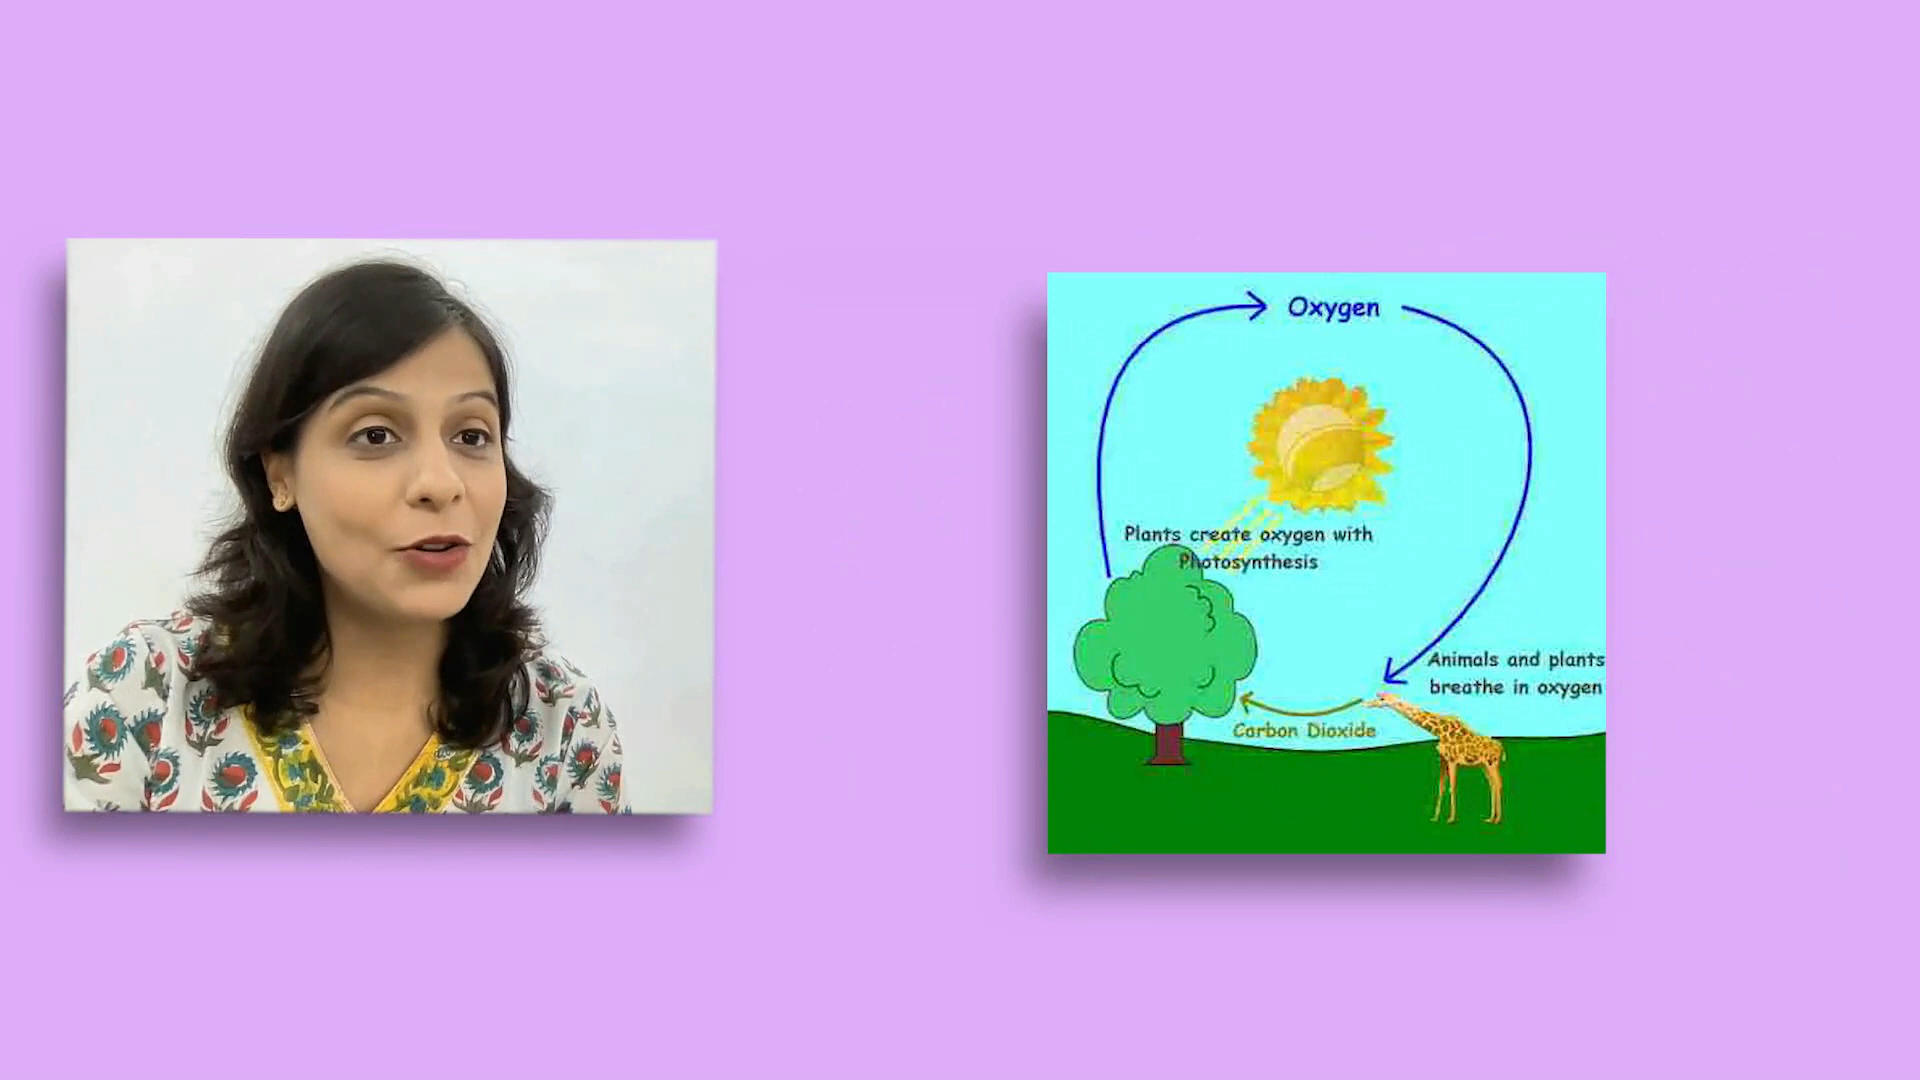 Oxygen
Plants create oxygen with
Photosynthesis
Animals and plants
breathe in oxygen
Carbon Dioxide